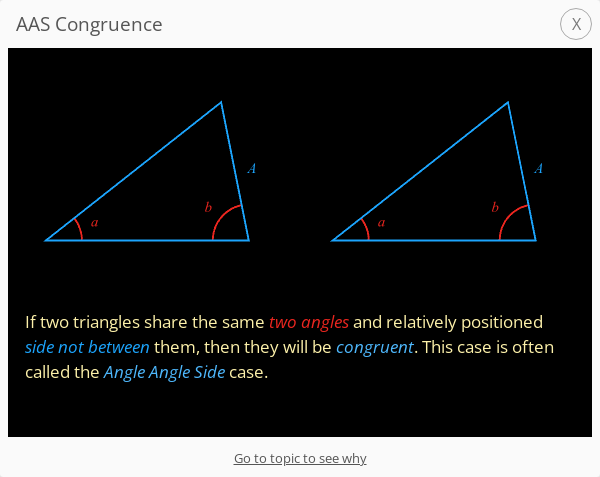 AAS Congruence
X
A
A
b
b
a
a
If two triangles share the same two angles and relatively positioned
side not between them, then they will be congruent. This case is often
called the Angle Angle Side case.
Go to topic to see why